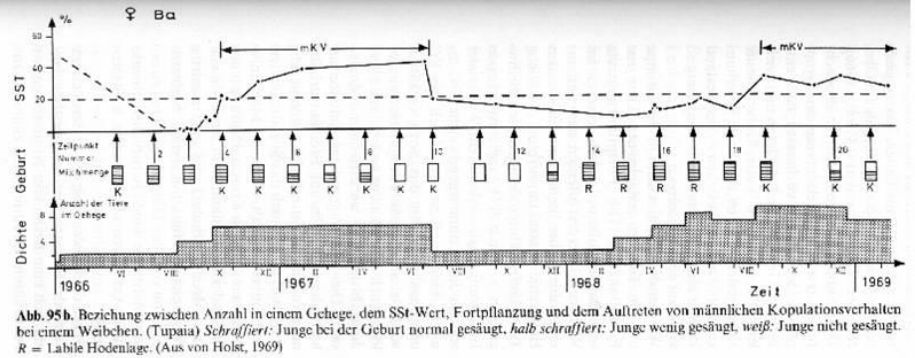 % ♀ Ba
60
mKV mKV
40
SST
20
Geburt
Zeitpunkt
Nummer 2 4 6 8 10 12 14 16 18 20
Milchmenge
K K K K K K K K R R R R K K K
Anzahl der Tiere
im Gehege
Dichte
8
4
VI VIII X XII II IV VI VIII X XII II IV VI VIII X XII
1966 1967 1968 Zeit 1969
Abb. 95 b. Beziehung zwischen Anzahl in einem Gehege, dem SSt-Wert, Fortpflanzung und dem Auftreten von männlichen Kopulationsverhalten
bei einem Weibchen. (Tupaia) Schraffiert: Junge bei der Geburt normal gesäugt, halb schraffiert: Junge wenig gesäugt, weiß: Junge nicht gesäugt.
R = Labile Hodenlage. (Aus von Holst, 1969)